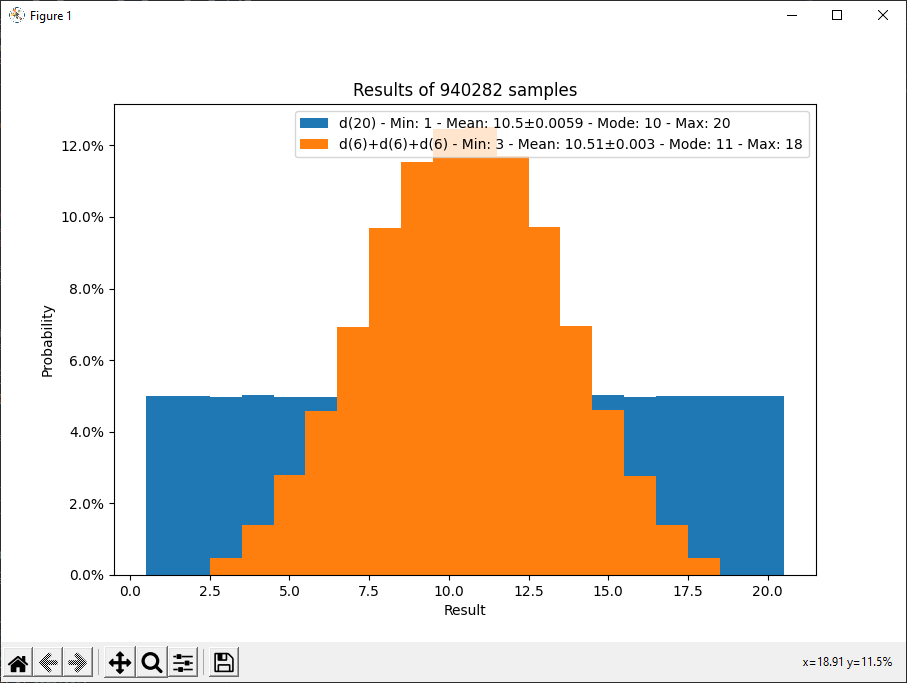 Figure 1
Results of 940282 samples
d(20) - Min: 1 - Mean: 10.5±0.0059 - Mode: 10 - Max: 20
d(6)+d(6)+d(6) - Min: 3 - Mean: 10.51±0.003 - Mode: 11 - Max: 18
12.0%
10.0%
8.0%
6.0%
4.0%
2.0%
0.0%
Probability
0.0 2.5 5.0 7.5 10.0 12.5 15.0 17.5 20.0
Result
x=18.91 y=11.5%